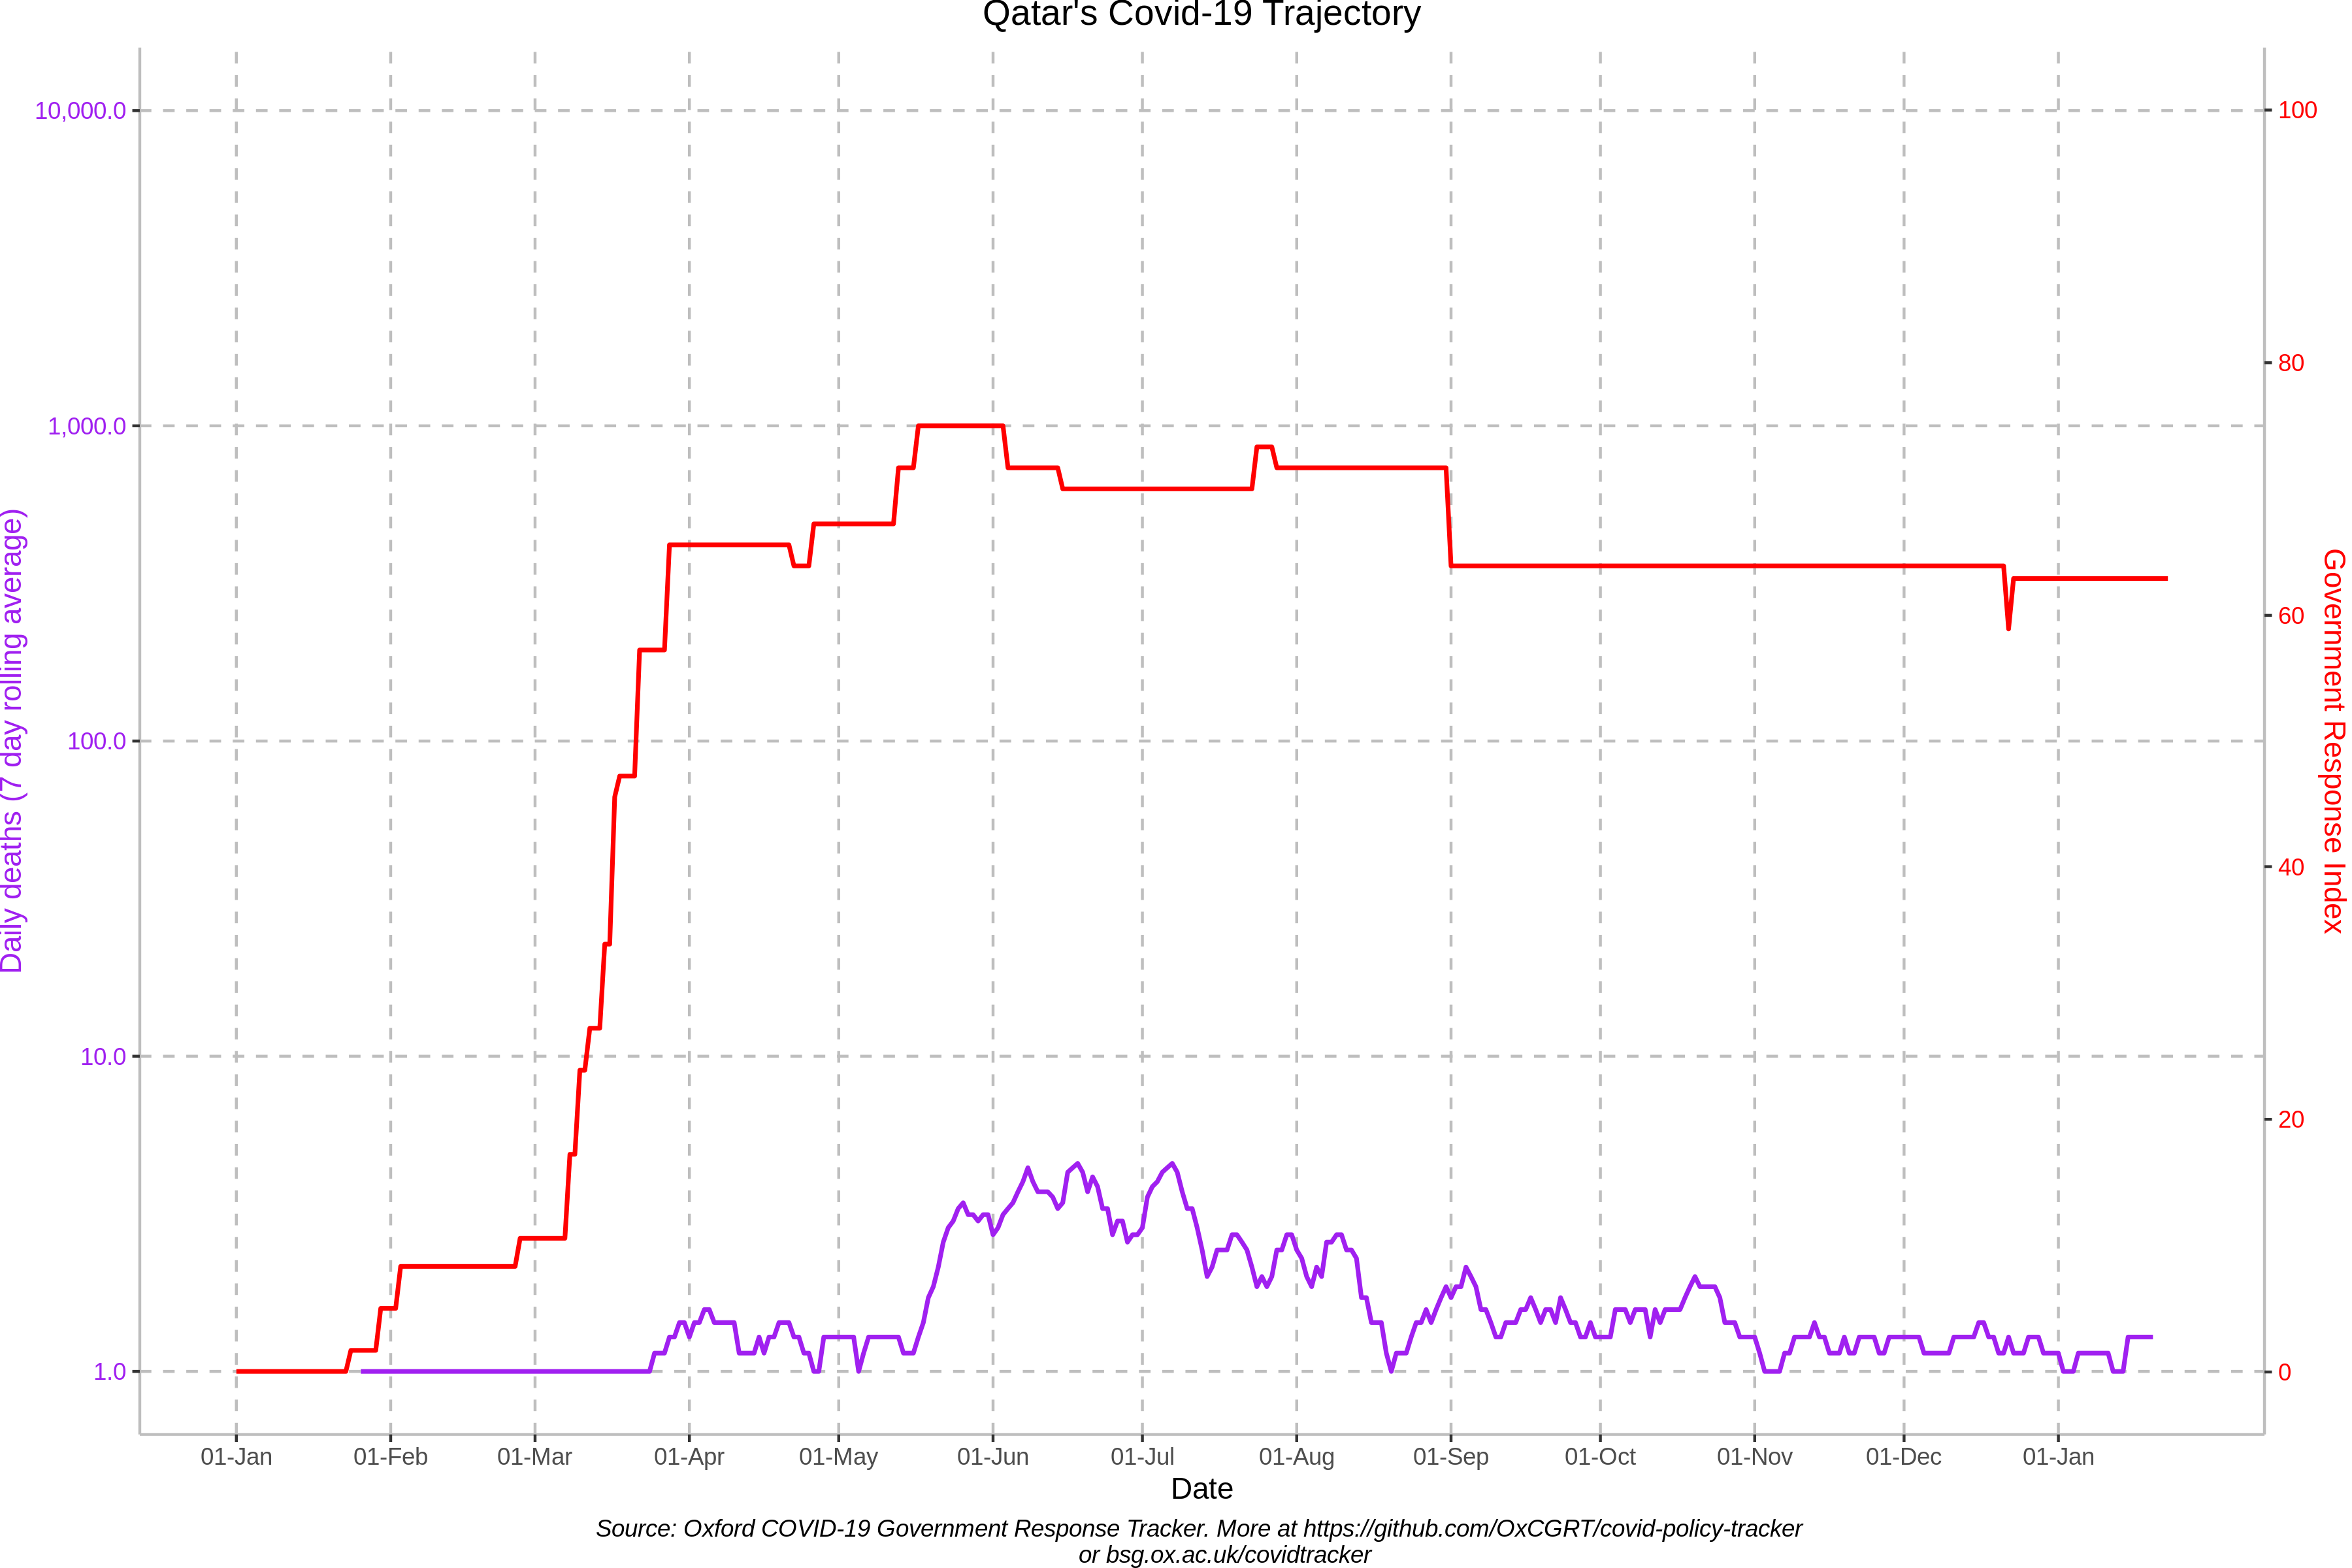 Qatar's Covid-19 Trajectory
10,000.0
1,000.0
100.0
10.0
1.0
Daily deaths (7 day rolling average)
100
80
60
40
20
0
Government Response Index
01-Jan 01-Feb 01-Mar 01-Apr 01-May 01-Jun 01-Jul 01-Aug 01-Sep 01-Oct 01-Nov 01-Dec 01-Jan
Date
Source: Oxford COVID-19 Government Response Tracker. More at https://github.com/OxCGRT/covid-policy-tracker
or bsg.ox.ac.uk/covidtracker